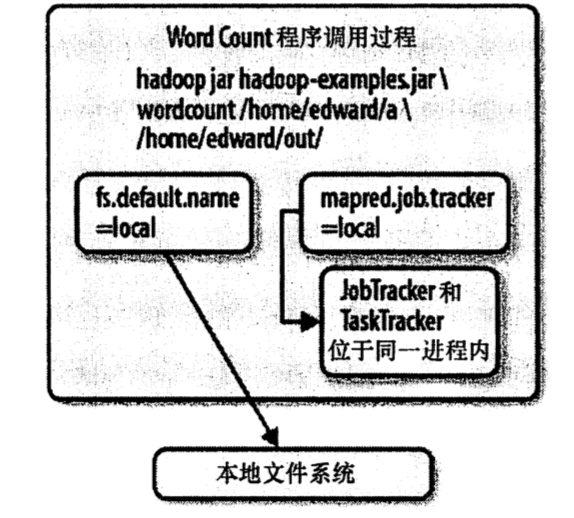 Word Count 程序调用过程
hadoop jar hadoop-examples.jar \
wordcount /home/edward/a \
/home/edward/out/
fs.default.name
=local
mapred.job.tracker
=local
JobTracker 和
TaskTracker
位于同一进程内
本地文件系统